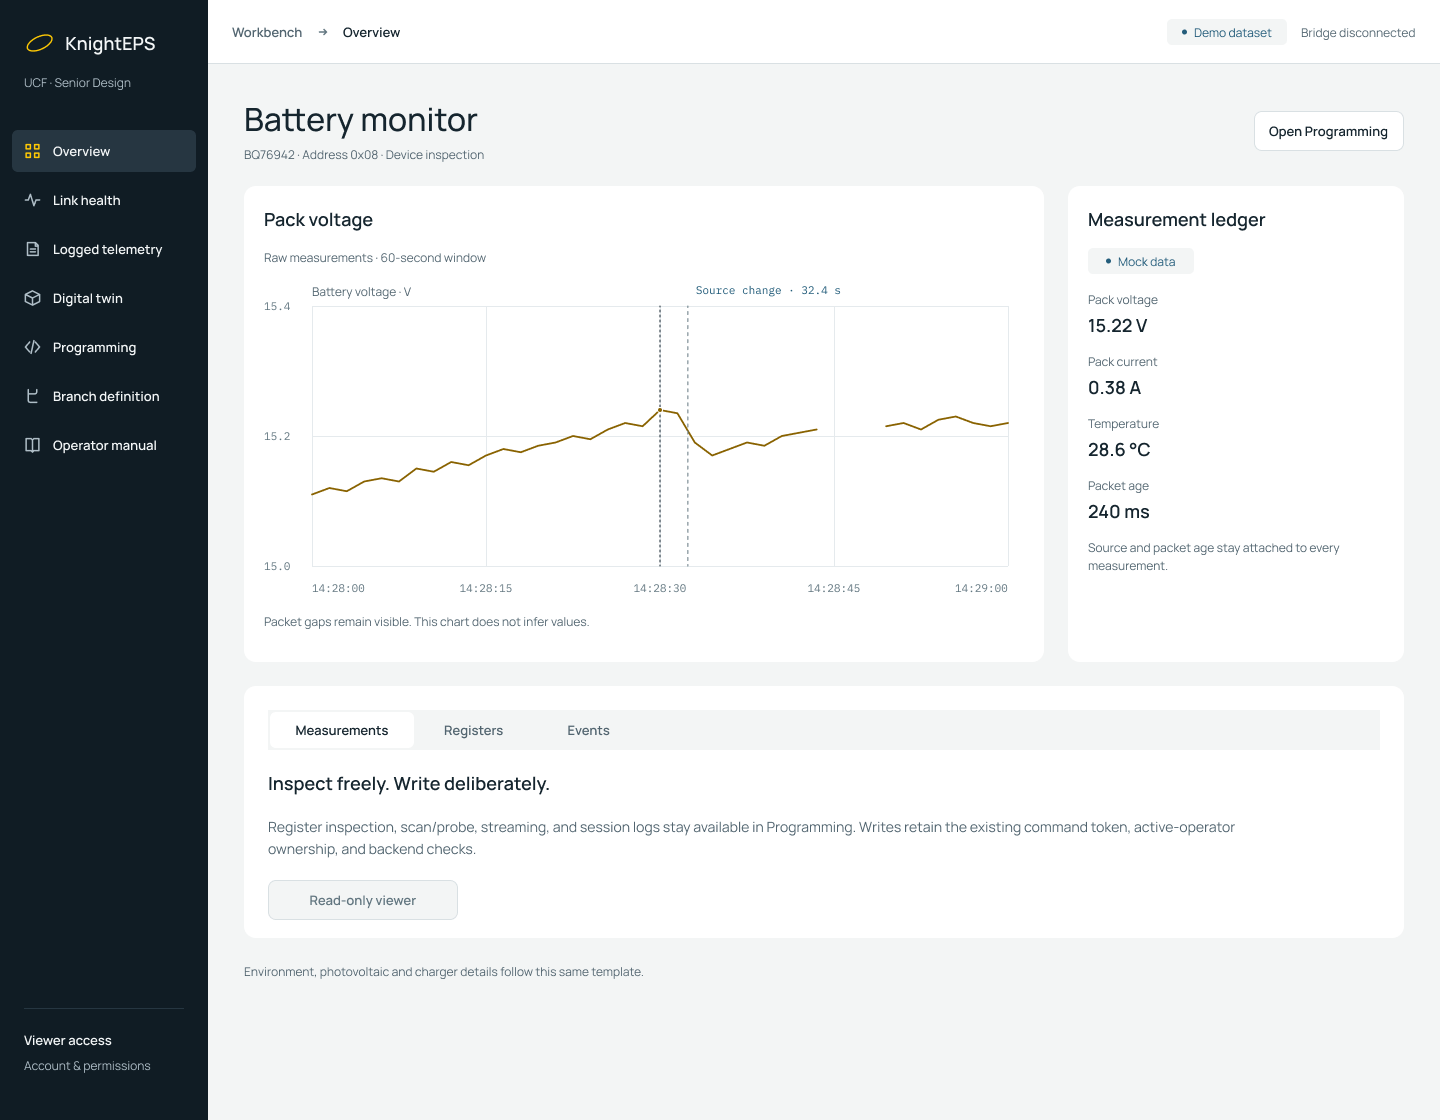 KnightEPS
UCF · Senior Design
Overview
Link health
Logged telemetry
Digital twin
Programming
Branch definition
Operator manual
Viewer access
Account & permissions
Workbench → Overview
Demo dataset
Bridge disconnected
Battery monitor
BQ76942 · Address 0x08 · Device inspection
Open Programming
Pack voltage
Raw measurements · 60-second window
Battery voltage · V
Source change · 32.4 s
15.4
15.2
15.0
14:28:00 14:28:15 14:28:30 14:28:45 14:29:00
Packet gaps remain visible. This chart does not infer values.
Measurement ledger
Mock data
Pack voltage
15.22 V
Pack current
0.38 A
Temperature
28.6 °C
Packet age
240 ms
Source and packet age stay attached to every
measurement.
Measurements Registers Events
Inspect freely. Write deliberately.
Register inspection, scan/probe, streaming, and session logs stay available in Programming. Writes retain the existing command token, active-operator
ownership, and backend checks.
Read-only viewer
Environment, photovoltaic and charger details follow this same template.